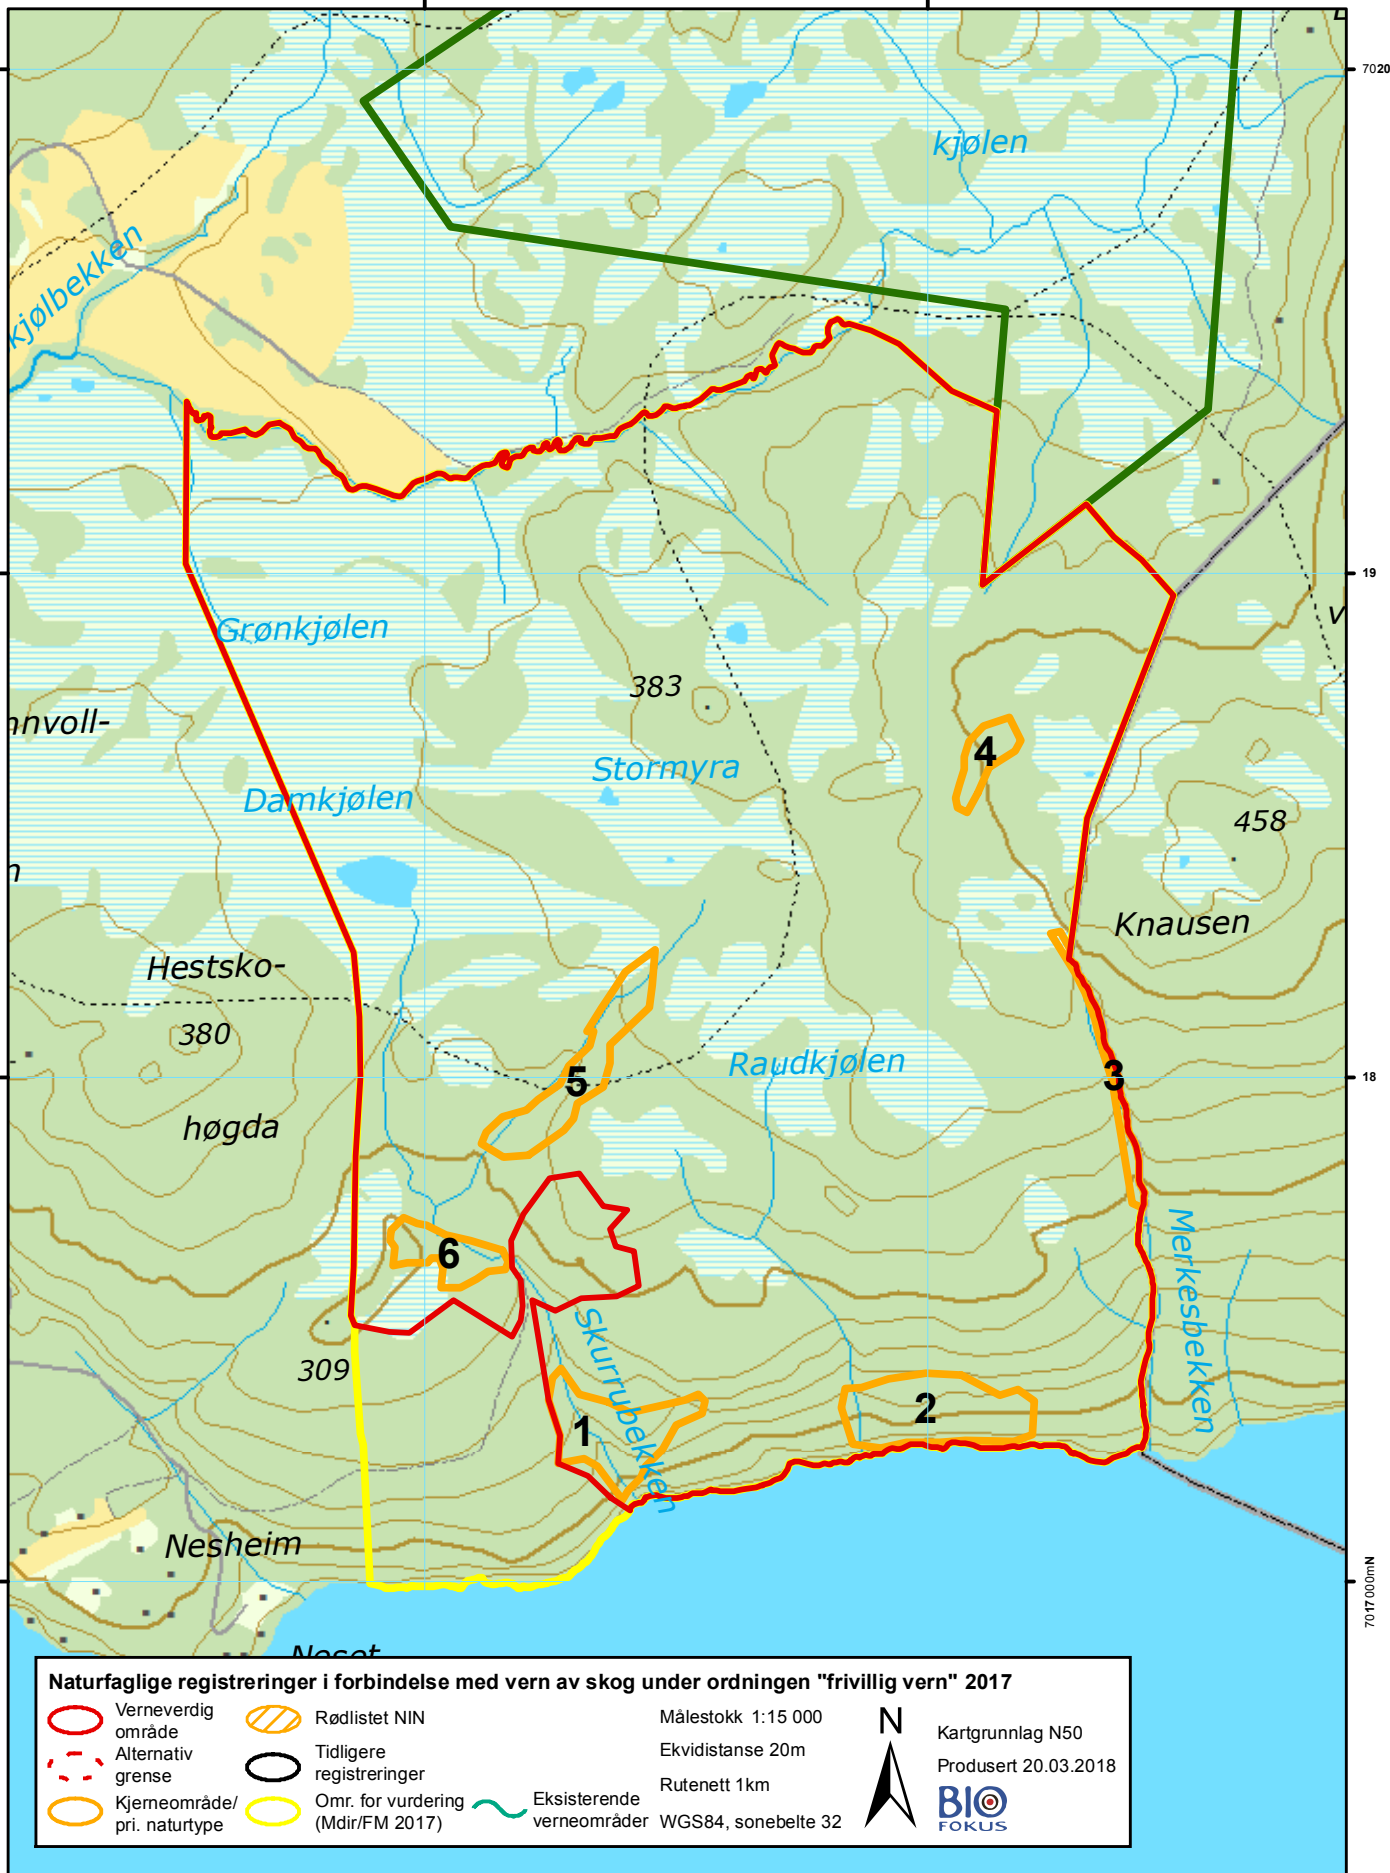 7020
kjølen
kjølbekken
19
Grønkjølen
383
nnvoll-
4
Stormyra
Damkjølen
458
Knausen
Hestsko-
380
Raudkjølen
5
3
18
høgda
Merkesbekken
6
Skurrubekken
309
2
1
Nesheim
7017000mN
Neset
Naturfaglige registreringer i forbindelse med vern av skog under ordningen "frivillig vern" 2017
Verneverdig
område
Alternativ
grense
Kjerneområde/
pri. naturtype
Rødlistet NIN
Tidligere
registreringer
Omr. for vurdering
(Mdir/FM 2017)
Eksisterende
verneområder
Målestokk 1:15 000
Ekvidistanse 20m
Rutenett 1km
WGS84, sonebelte 32
N
Kartgrunnlag N50
Produsert 20.03.2018
BIO
FOKUS